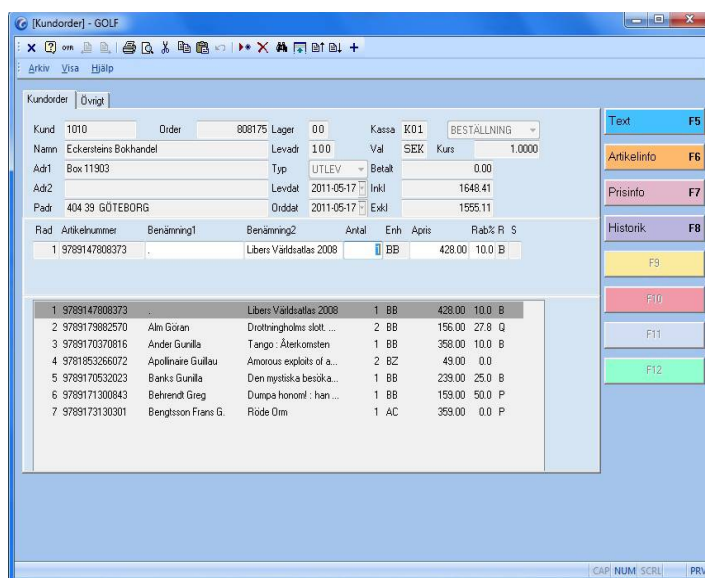 [Kundorder] - GOLF
OVR
Arkiv Visa Hjälp
Kundorder Övrigt
Kund 1010 Order 808175 Lager 00 Kassa K01 BESTÄLLNING
Namn Eckersteins Bokhandel Levadr 100 Val SEK Kurs 1.0000
Adr1 Box 11903 Typ UTLEV Betalt 0.00
Adr2 Levdat 2011-05-17 Inkl 1648.41
Padr 404 39 GÖTEBORG Orddat 2011-05-17 Exkl 1555.11
Rad Artikelnummer Benämning1 Benämning2 Antal Enh Apris Rab% R S
1 9789147808373 . Libers Världsatlas 2008 1 BB 428.00 10.0 B
1 9789147808373 . Libers Världsatlas 2008 1 BB 428.00 10.0 B
2 9789179882570 Alm Göran Drottningholms slott. ... 2 BB 156.00 27.8 Q
3 9789170370816 Ander Gunilla Tango : Återkomsten 1 BB 358.00 10.0 B
4 9781853266072 Apollinaire Guillau Amorous exploits of a... 2 BZ 49.00 0.0
5 9789170532023 Banks Gunilla Den mystiska besöka... 1 BB 239.00 25.0 B
6 9789171300843 Behrendt Greg Dumpa honom! : han ... 1 BB 159.00 50.0 P
7 9789173130301 Bengtsson Frans G. Röde Orm 1 AC 359.00 0.0 P
Text F5
Artikelinfo F6
Prisinfo F7
Historik F8
F9
F10
F11
F12
CAP NUM SCRL PRV